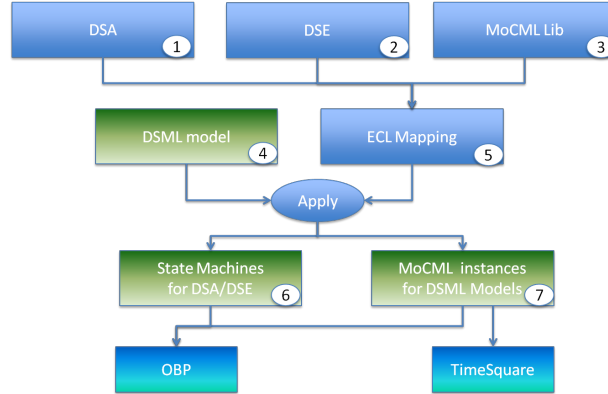 DSA
1
DSE
2
MoCML Lib
3
DSML model
4
ECL Mapping
5
Apply
State Machines
for DSA/DSE
6
MoCML instances
for DSML Models
7
OBP
TimeSquare